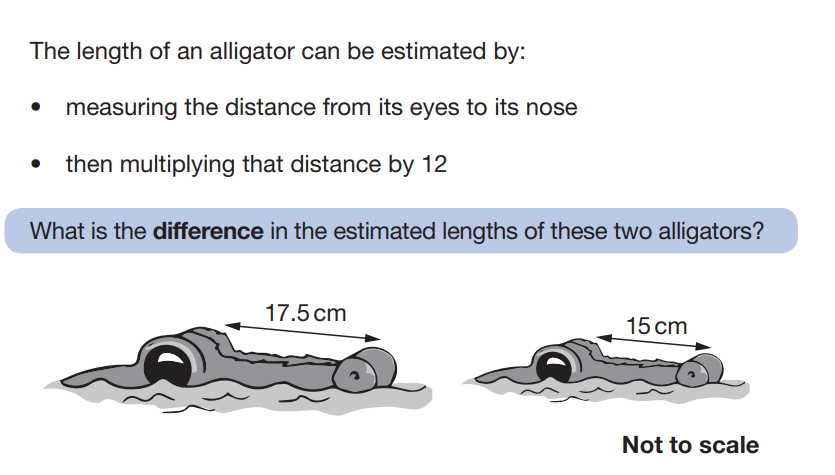 The length of an alligator can be estimated by:
• measuring the distance from its eyes to its nose
• then multiplying that distance by 12
What is the difference in the estimated lengths of these two alligators?
17.5 cm
15 cm
Not to scale